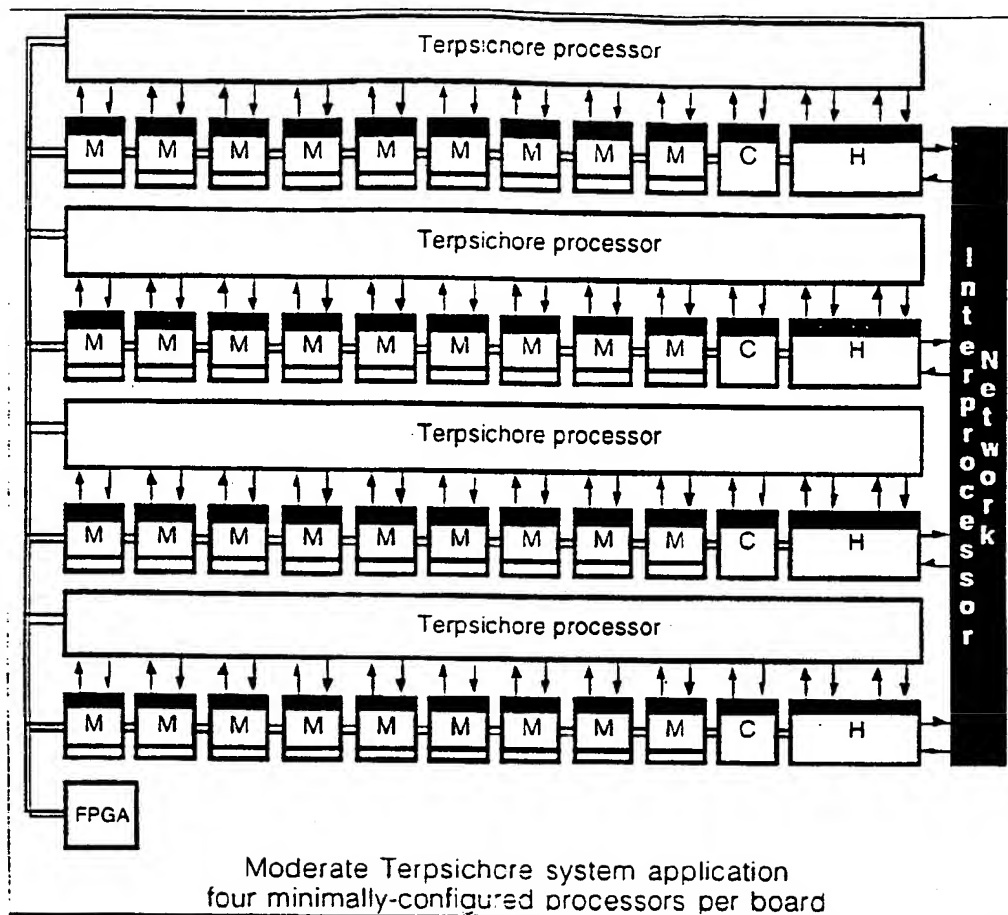 Terpsichore processor
M M M M M M M M M C H
Terpsichore processor
M M M M M M M M M C H
Terpsichore processor
M M M M M M M M M C H
Terpsichore processor
M M M M M M M M M C H
Interprocessor
Network
FPGA
Moderate Terpsichore system application
four minimally-configured processors per board